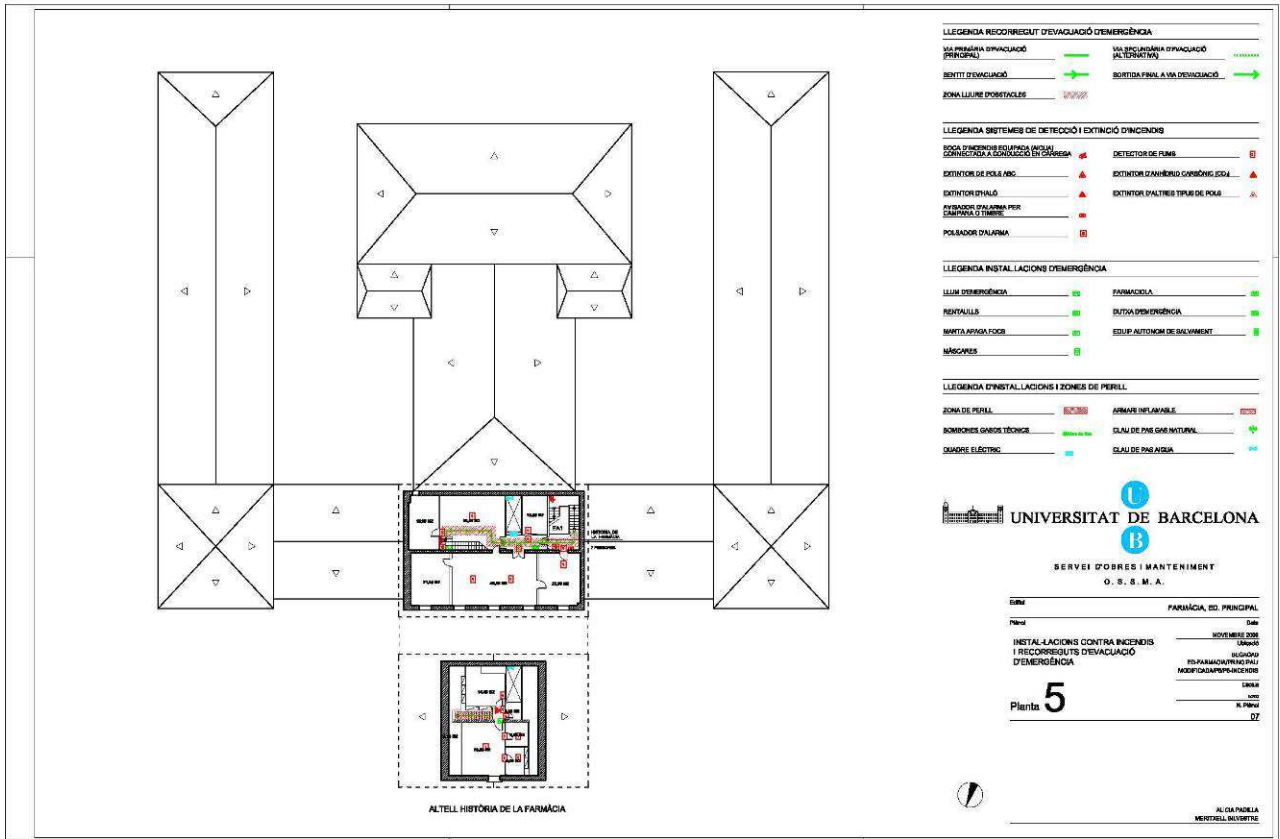 LLEGENDA RECORREGUT D'EVACUACIÓ D'EMERGÈNCIA
VIA PRIMÀRIA D'EVACUACIÓ
(PRINCIPAL)
VIA SECUNDÀRIA D'EVACUACIÓ
(ALTERNATIVA)
SENTIT D'EVACUACIÓ
SORTIDA FINAL A VIA D'EVACUACIÓ
ZONA LLIURE D'OBSTACLES
LLEGENDA SISTEMES DE DETECCIÓ I EXTINCIÓ D'INCENDIS
BOCA D'INCENDIS EQUIPADA (AIGUA)
CONNECTADA A CONDUCCIÓ EN CÀRREGA
DETECTOR DE FUMS
EXTINTOR DE POLS ABC
EXTINTOR D'ANHÍDRID CARBÒNIC (CO₂)
EXTINTOR D'HALÓ
EXTINTOR D'ALTRES TIPUS DE POLS
AVISADOR D'ALARMA PER
CAMPANA O TIMBRE
POLSADOR D'ALARMA
LLEGENDA INSTAL.LACIONS D'EMERGÈNCIA
LLUM D'EMERGÈNCIA
FARMACIOLA
RENTAULLS
DUTXA D'EMERGÈNCIA
MANTA APAGA FOCS
EQUIP AUTONOM DE SALVAMENT
MÀSCARES
LLEGENDA D'INSTAL.LACIONS I ZONES DE PERILL
ZONA DE PERILL
ARMARI INFLAMABLE
BOMBONES GASOS TÈCNICS
CLAU DE PAS GAS NATURAL
QUADRE ELÈCTRIC
CLAU DE PAS AIGUA
U
UNIVERSITAT DE BARCELONA
B
SERVEI D'OBRES I MANTENIMENT
O. S. S. M. A.
Edifici
FARMÀCIA, ED. PRINCIPAL
Plànol
Data
INSTAL·LACIONS CONTRA INCENDIS
I RECORREGUTS D'EVACUACIÓ
D'EMERGÈNCIA
Ubicació
Escala
Planta 5
N. Plànol
07
ALICIA PADILLA
MERITXELL SILVESTRE
HISTÒRIA DE
LA FARMÀCIA
EA1
ALTELL HISTÒRIA DE LA FARMÀCIA